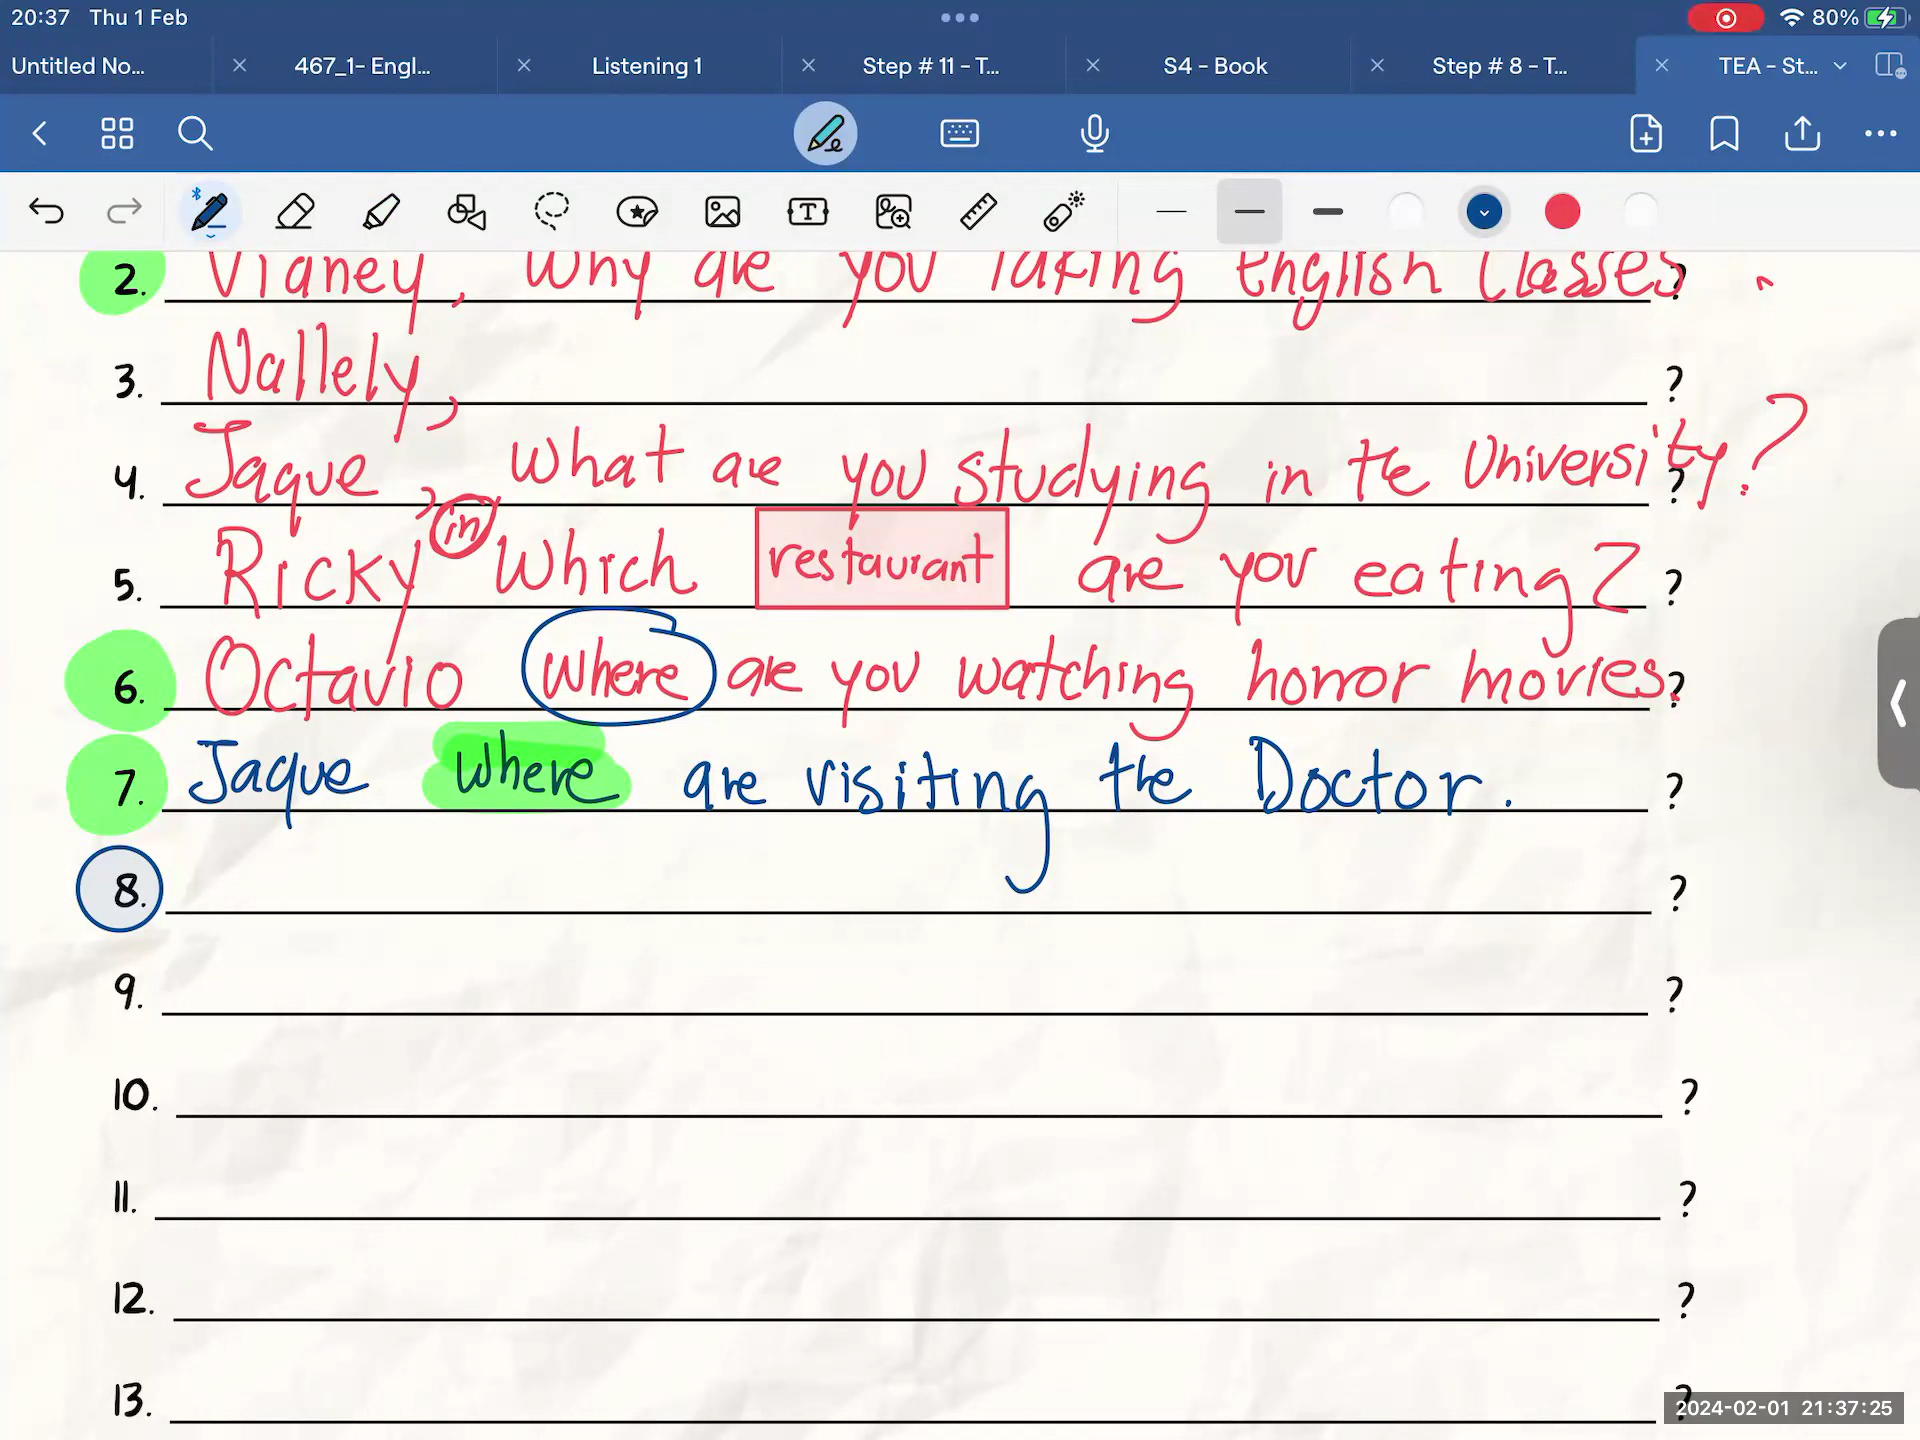 20:37 Thu 1 Feb
80%
Untitled No... 467_1- Engl... Listening 1 Step # 11 - T... S4 - Book Step # 8 - T... TEA - St...
2. Vianey, Why are you Taking English Classes ?
3. Nallely, ?
4. Jaque, What are you studying in the University? ?
in
5. Ricky Which restaurant are you eating? ?
6. Octavio Where are you watching horror movies. ?
7. Jaque Where are visiting the Doctor. ?
8. ?
9. ?
10. ?
11. ?
12. ?
13. ?
2024-02-01 21:37:25